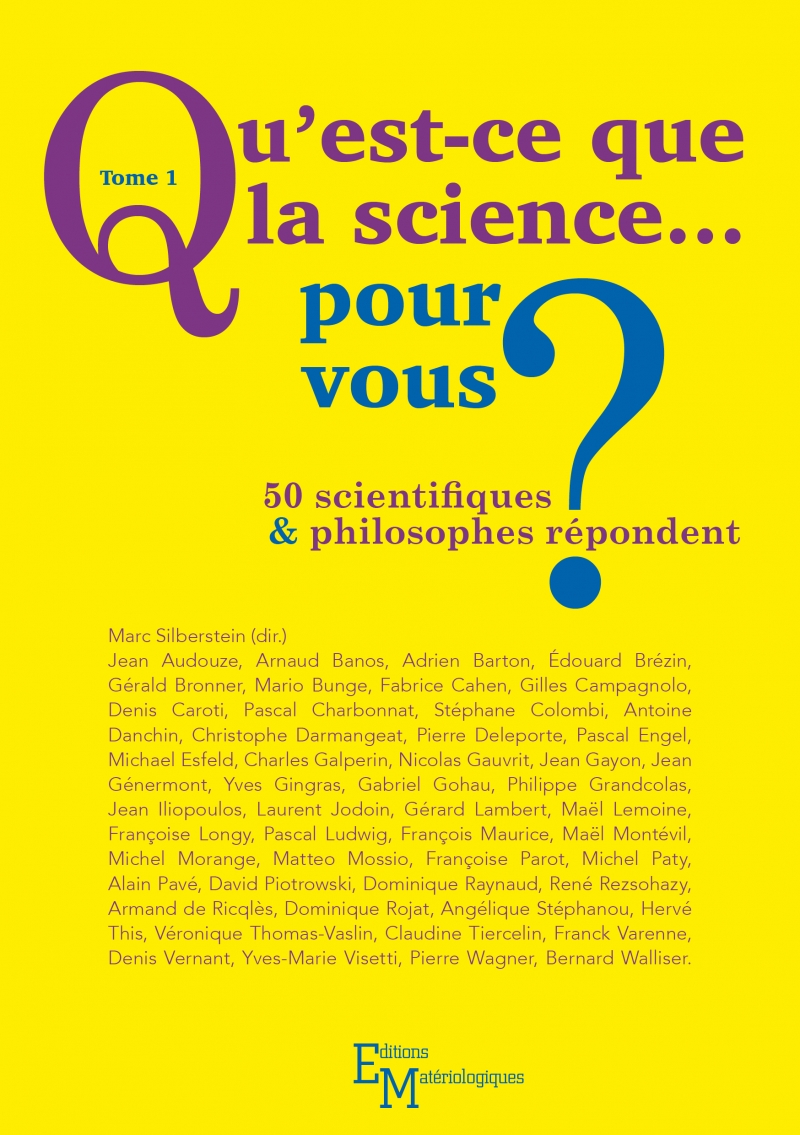 Qu’est-ce que
Tome 1
la science...
pour
vous ?
50 scientifiques
& philosophes répondent
Marc Silberstein (dir.)
Jean Audouze, Arnaud Banos, Adrien Barton, Édouard Brézin,
Gérald Bronner, Mario Bunge, Fabrice Cahen, Gilles Campagnolo,
Denis Caroti, Pascal Charbonnat, Stéphane Colombi, Antoine
Danchin, Christophe Darmangeat, Pierre Deleporte, Pascal Engel,
Michael Esfeld, Charles Galperin, Nicolas Gauvrit, Jean Gayon, Jean
Génermont, Yves Gingras, Gabriel Gohau, Philippe Grandcolas,
Jean Iliopoulos, Laurent Jodoin, Gérard Lambert, Maël Lemoine,
Françoise Longy, Pascal Ludwig, François Maurice, Maël Montévil,
Michel Morange, Matteo Mossio, Françoise Parot, Michel Paty,
Alain Pavé, David Piotrowski, Dominique Raynaud, René Rezsohazy,
Armand de Ricqlès, Dominique Rojat, Angélique Stéphanou, Hervé
This, Véronique Thomas-Vaslin, Claudine Tiercelin, Franck Varenne,
Denis Vernant, Yves-Marie Visetti, Pierre Wagner, Bernard Walliser.
Editions
Matériologiques